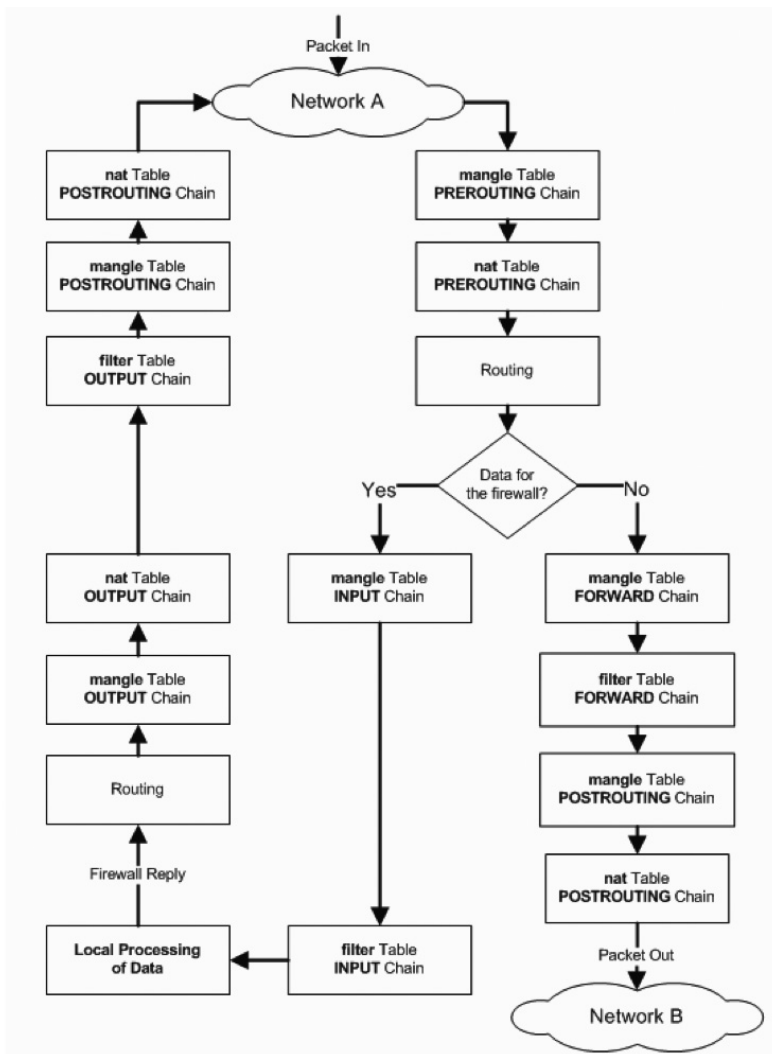 Packet In
Network A
nat Table
POSTROUTING Chain
mangle Table
POSTROUTING Chain
filter Table
OUTPUT Chain
nat Table
OUTPUT Chain
mangle Table
OUTPUT Chain
Routing
Firewall Reply
Local Processing
of Data
mangle Table
PREROUTING Chain
nat Table
PREROUTING Chain
Routing
Data for
the firewall?
Yes
No
mangle Table
INPUT Chain
filter Table
INPUT Chain
mangle Table
FORWARD Chain
filter Table
FORWARD Chain
mangle Table
POSTROUTING Chain
nat Table
POSTROUTING Chain
Packet Out
Network B